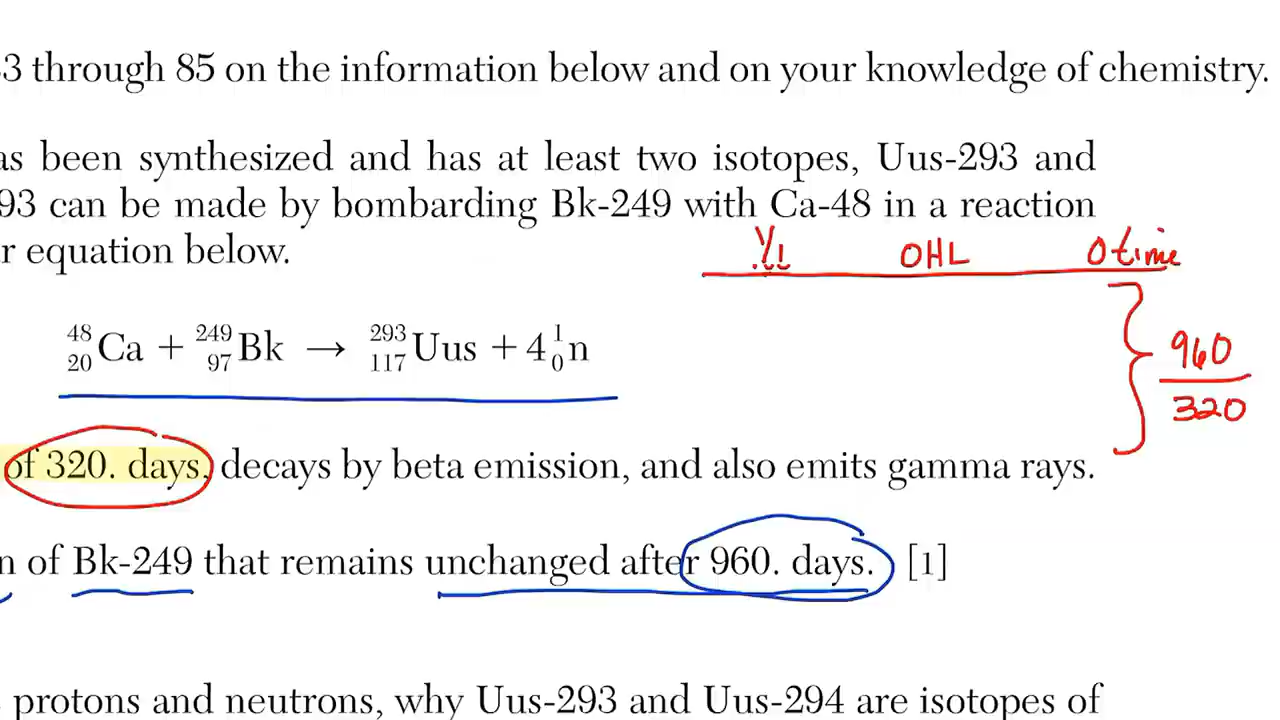 3 through 85 on the information below and on your knowledge of chemistry.
as been synthesized and has at least two isotopes, Uus-293 and
93 can be made by bombarding Bk-249 with Ca-48 in a reaction
r equation below.
OHL 0 time
⁴⁸₂₀Ca + ²⁴⁹₉₇Bk → ²⁹³₁₁₇Uus + 4¹₀n
960
320
of 320. days, decays by beta emission, and also emits gamma rays.
n of Bk-249 that remains unchanged after 960. days. [1]
protons and neutrons, why Uus-293 and Uus-294 are isotopes of